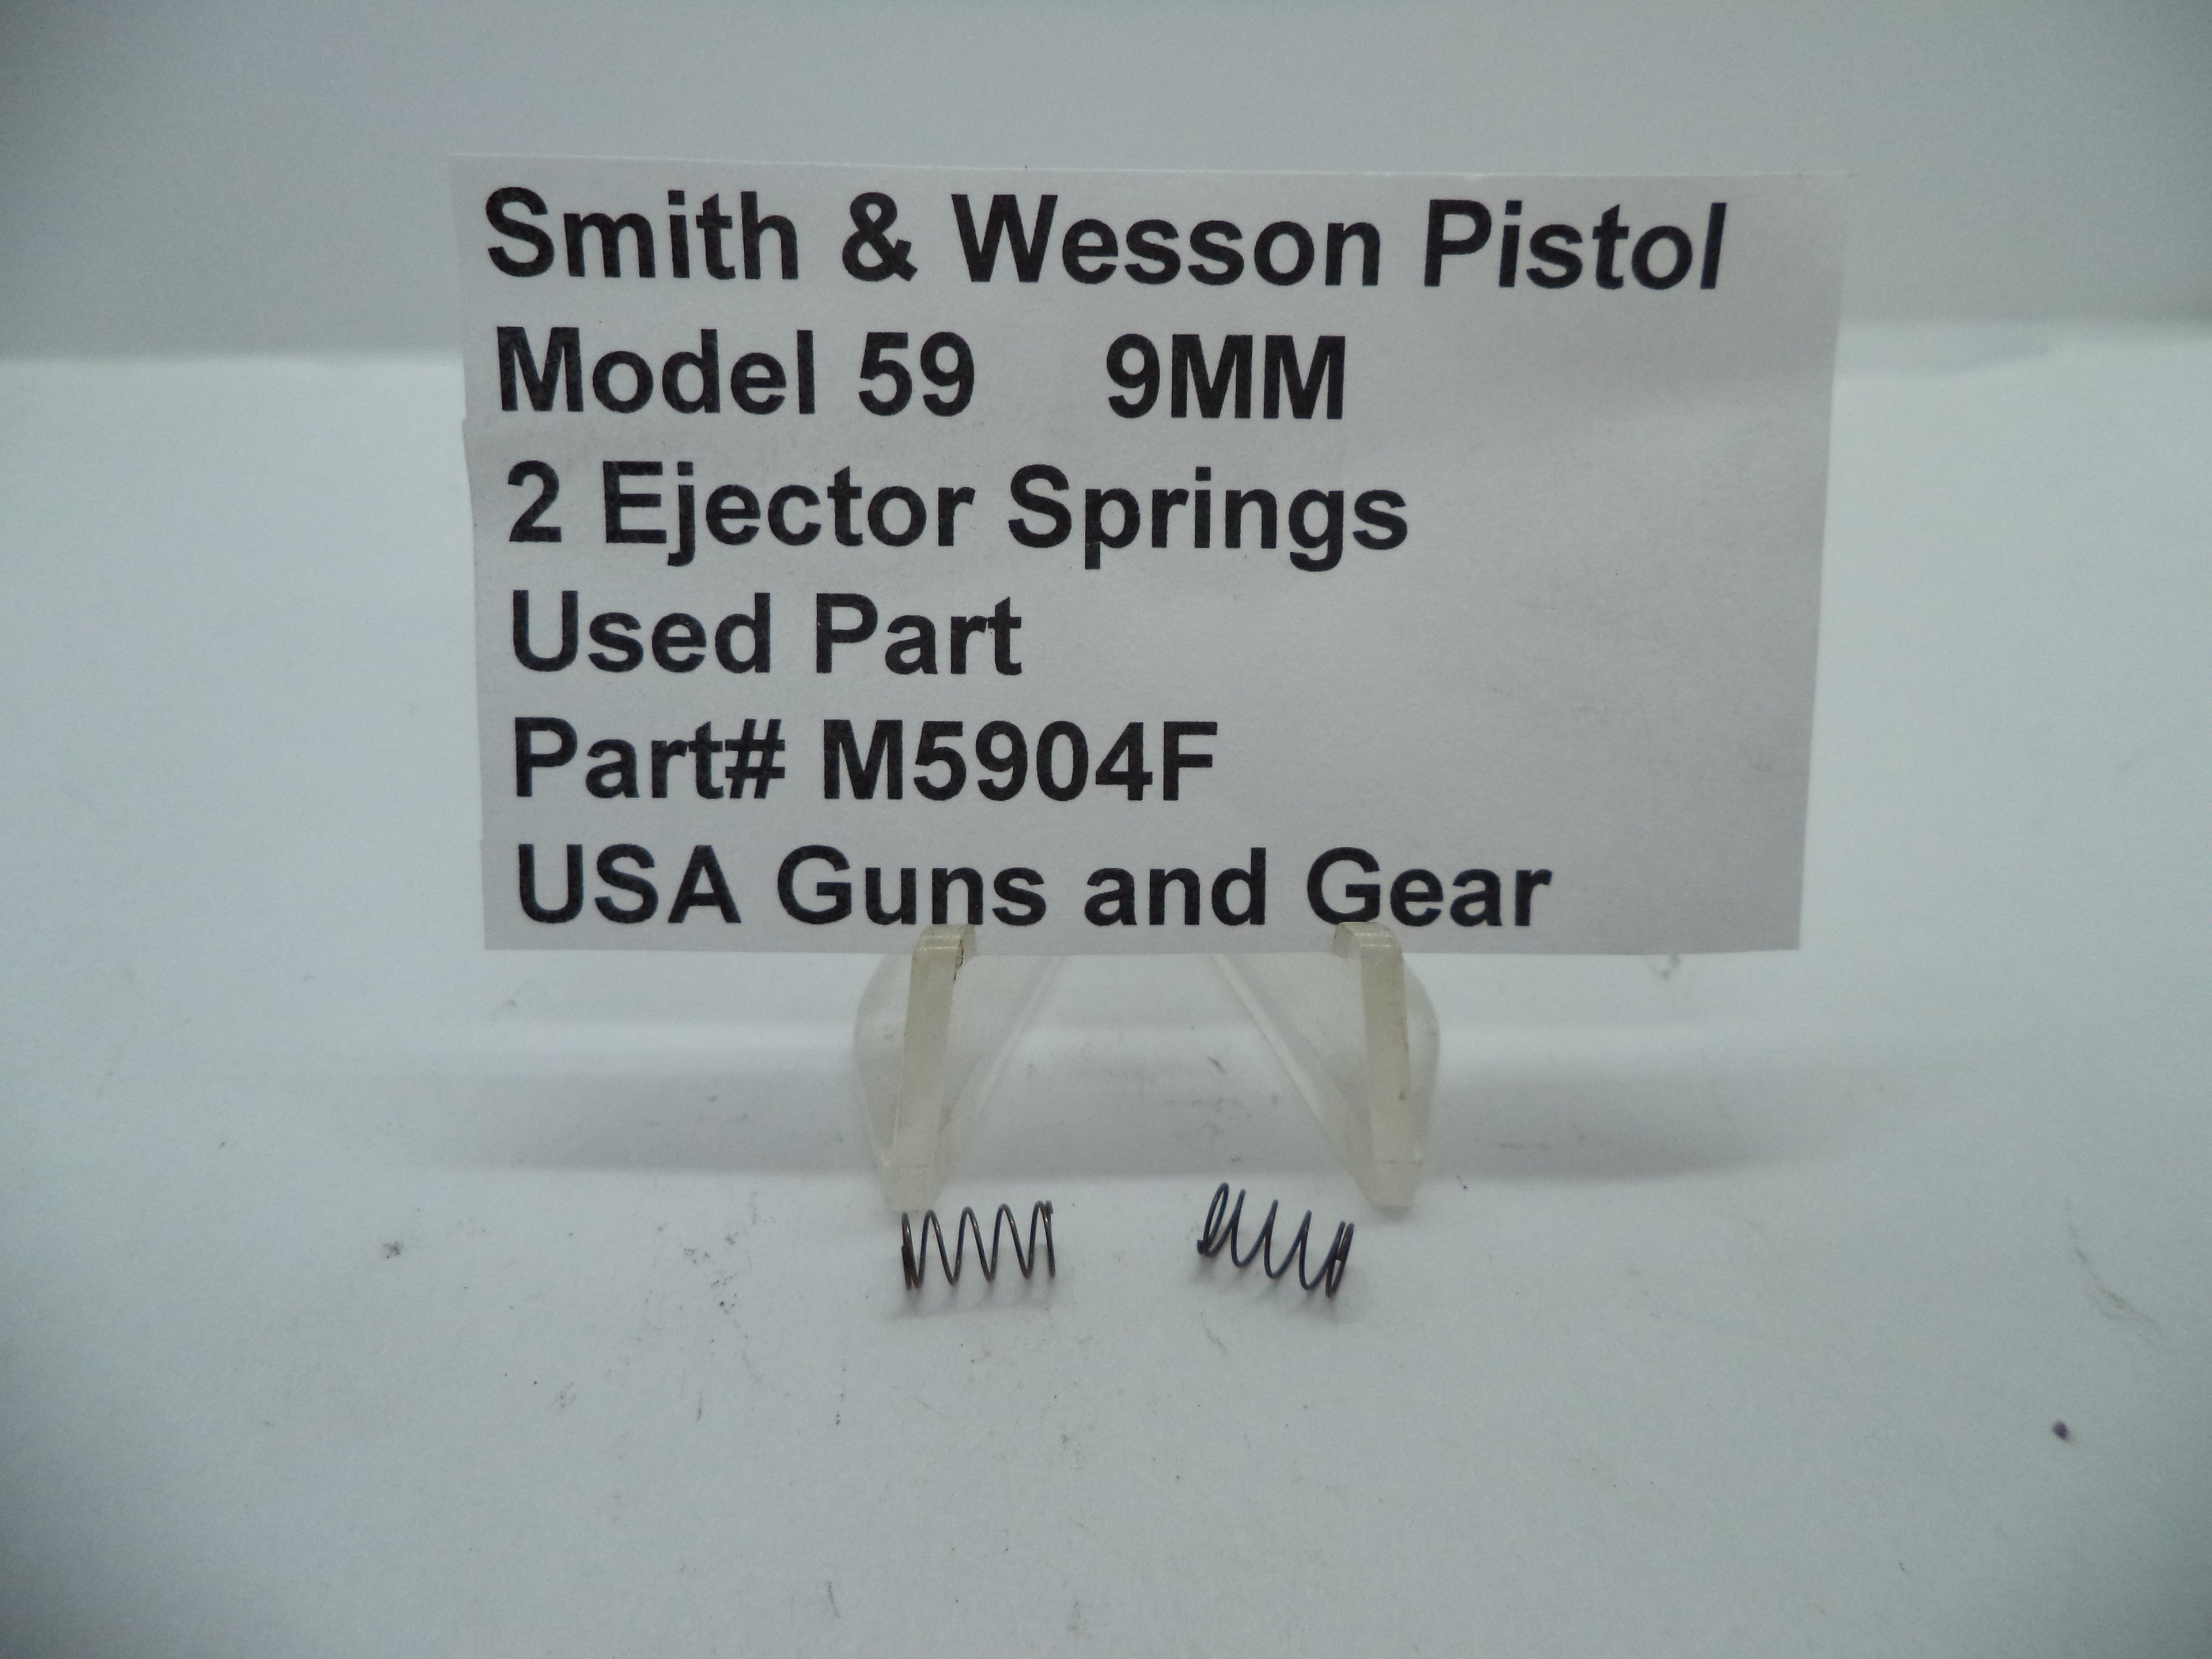 Smith & Wesson Pistol
Model 59 9MM
2 Ejector Springs
Used Part
Part# M5904F
USA Guns and Gear